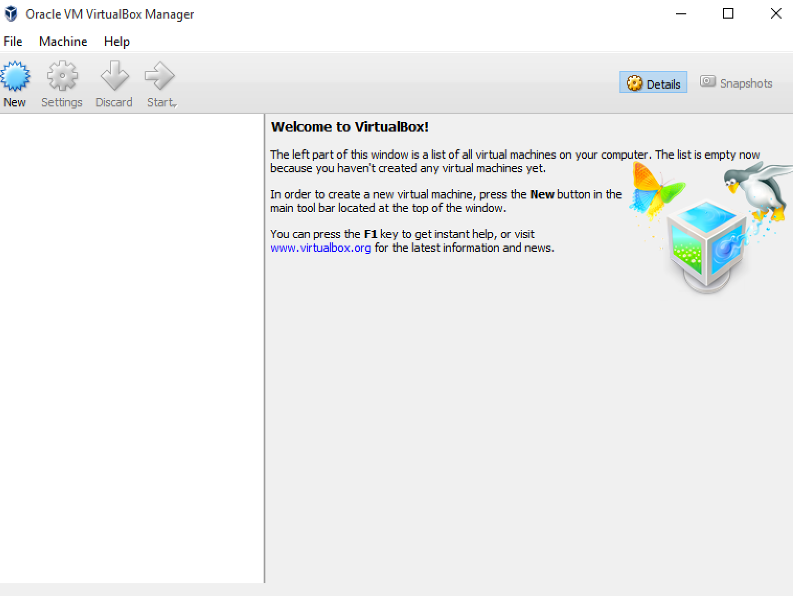 Oracle VM VirtualBox Manager
File Machine Help
New Settings Discard Start
Details Snapshots
Welcome to VirtualBox!
The left part of this window is a list of all virtual machines on your computer. The list is empty now
because you haven't created any virtual machines yet.
In order to create a new virtual machine, press the New button in the
main tool bar located at the top of the window.
You can press the F1 key to get instant help, or visit
www.virtualbox.org for the latest information and news.